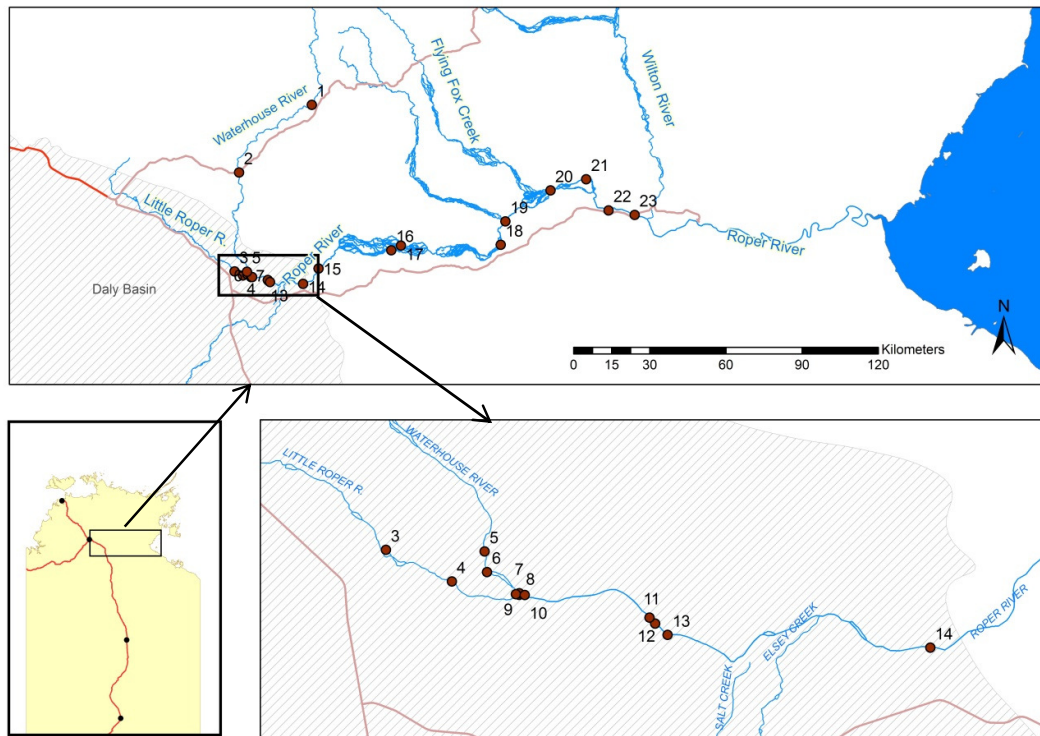 Flying Fox Creek
Wilton River
Waterhouse River
1
2
21
20
22
23
19
18
Little Roper R.
Roper River
Roper River
16
17
15
3
5
6
7
4
13
14
Daly Basin
N
Kilometers
0 15 30 60 90 120
WATERHOUSE RIVER
LITTLE ROPER R.
3
5
6
4
7
8
9
10
11
12
13
14
ELSEY CREEK
SALT CREEK
ROPER RIVER